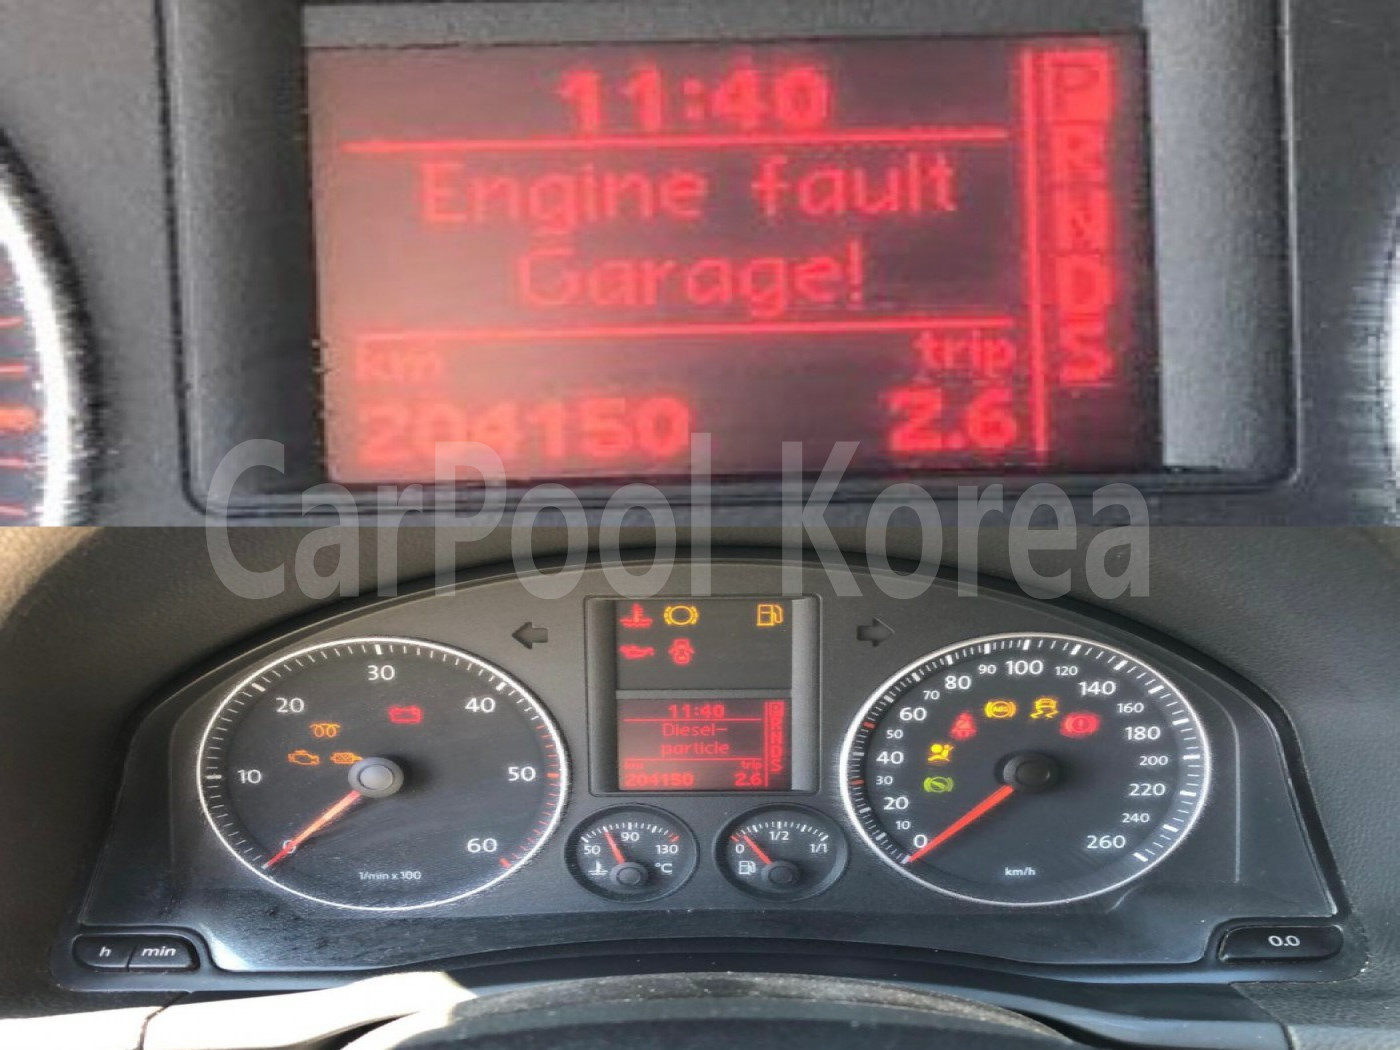 11:40
P
Engine fault
R
N
Garage!
D
km
trip
S
204150
2.6
CarPool Korea
30
20
40
10
50
0
60
1/min x 100
11:40
P
R
N
D
S
Diesel-
particle
km
trip
204150
2.6
50
90
130
°C
0
1/2
1/1
100
90
120
80
140
70
160
60
50
180
ABS
40
200
30
220
20
10
240
0
260
km/h
h
min
0.0